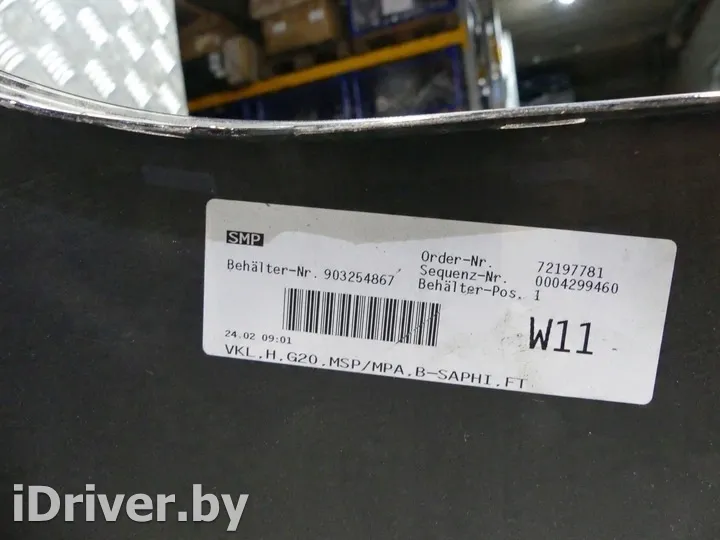 SMP
Behälter-Nr. 903254867
Order-Nr. 72197781
Sequenz-Nr. 0004299460
Behälter-Pos. 1
24.02 09:01
W11
VKL.H.G20.MSP/MPA.B-SAPHI.FT
iDriver.by